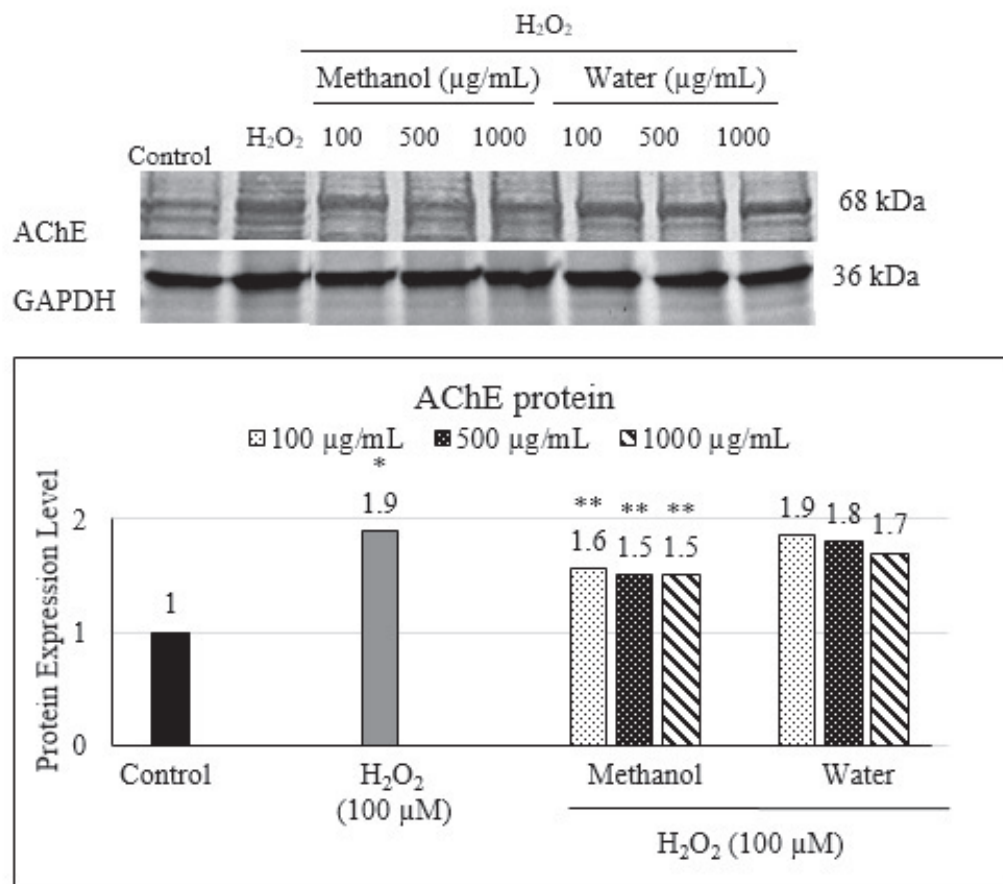 H₂O₂
Methanol (µg/mL) Water (µg/mL)
Control H₂O₂ 100 500 1000 100 500 1000
AChE 68 kDa
GAPDH 36 kDa
AChE protein
100 µg/mL 500 µg/mL 1000 µg/mL
Protein Expression Level
2
1
0
1
*
1.9
** ** **
1.6 1.5 1.5
1.9 1.8 1.7
Control H₂O₂ Methanol Water
(100 µM)
H₂O₂ (100 µM)